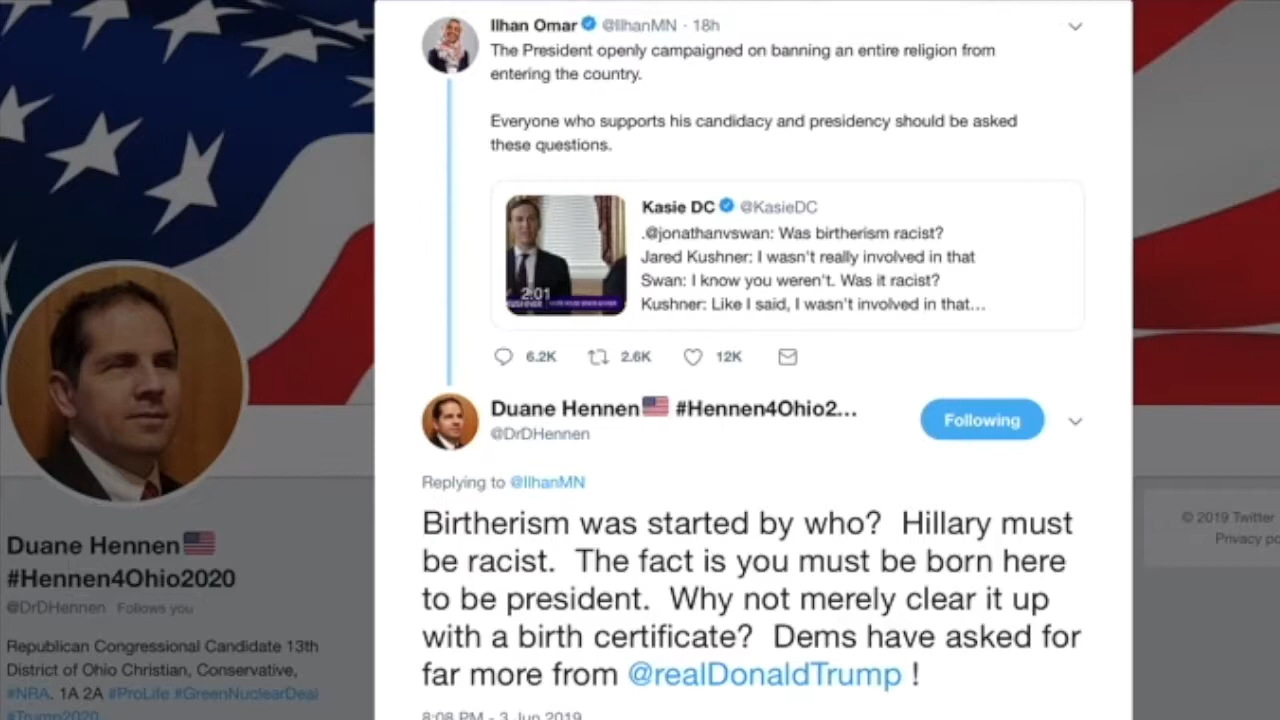 Ilhan Omar @IlhanMN · 18h
The President openly campaigned on banning an entire religion from
entering the country.
Everyone who supports his candidacy and presidency should be asked
these questions.
Kasie DC @KasieDC
.@jonathanvswan: Was birtherism racist?
Jared Kushner: I wasn't really involved in that
Swan: I know you weren't. Was it racist?
Kushner: Like I said, I wasn't involved in that...
2:01
6.2K 2.6K 12K
Duane Hennen #Hennen4Ohio2...
@DrDHennen
Following
Replying to @IlhanMN
Birtherism was started by who? Hillary must
be racist. The fact is you must be born here
to be president. Why not merely clear it up
with a birth certificate? Dems have asked for
far more from @realDonaldTrump !
8:08 PM - 3 Jun 2019
Duane Hennen
#Hennen4Ohio2020
@DrDHennen Follows you
Republican Congressional Candidate 13th
District of Ohio Christian, Conservative,
#NRA. 1A 2A #ProLife #GreenNuclearDeal
#Trump2020
© 2019 Twitter
Privacy po